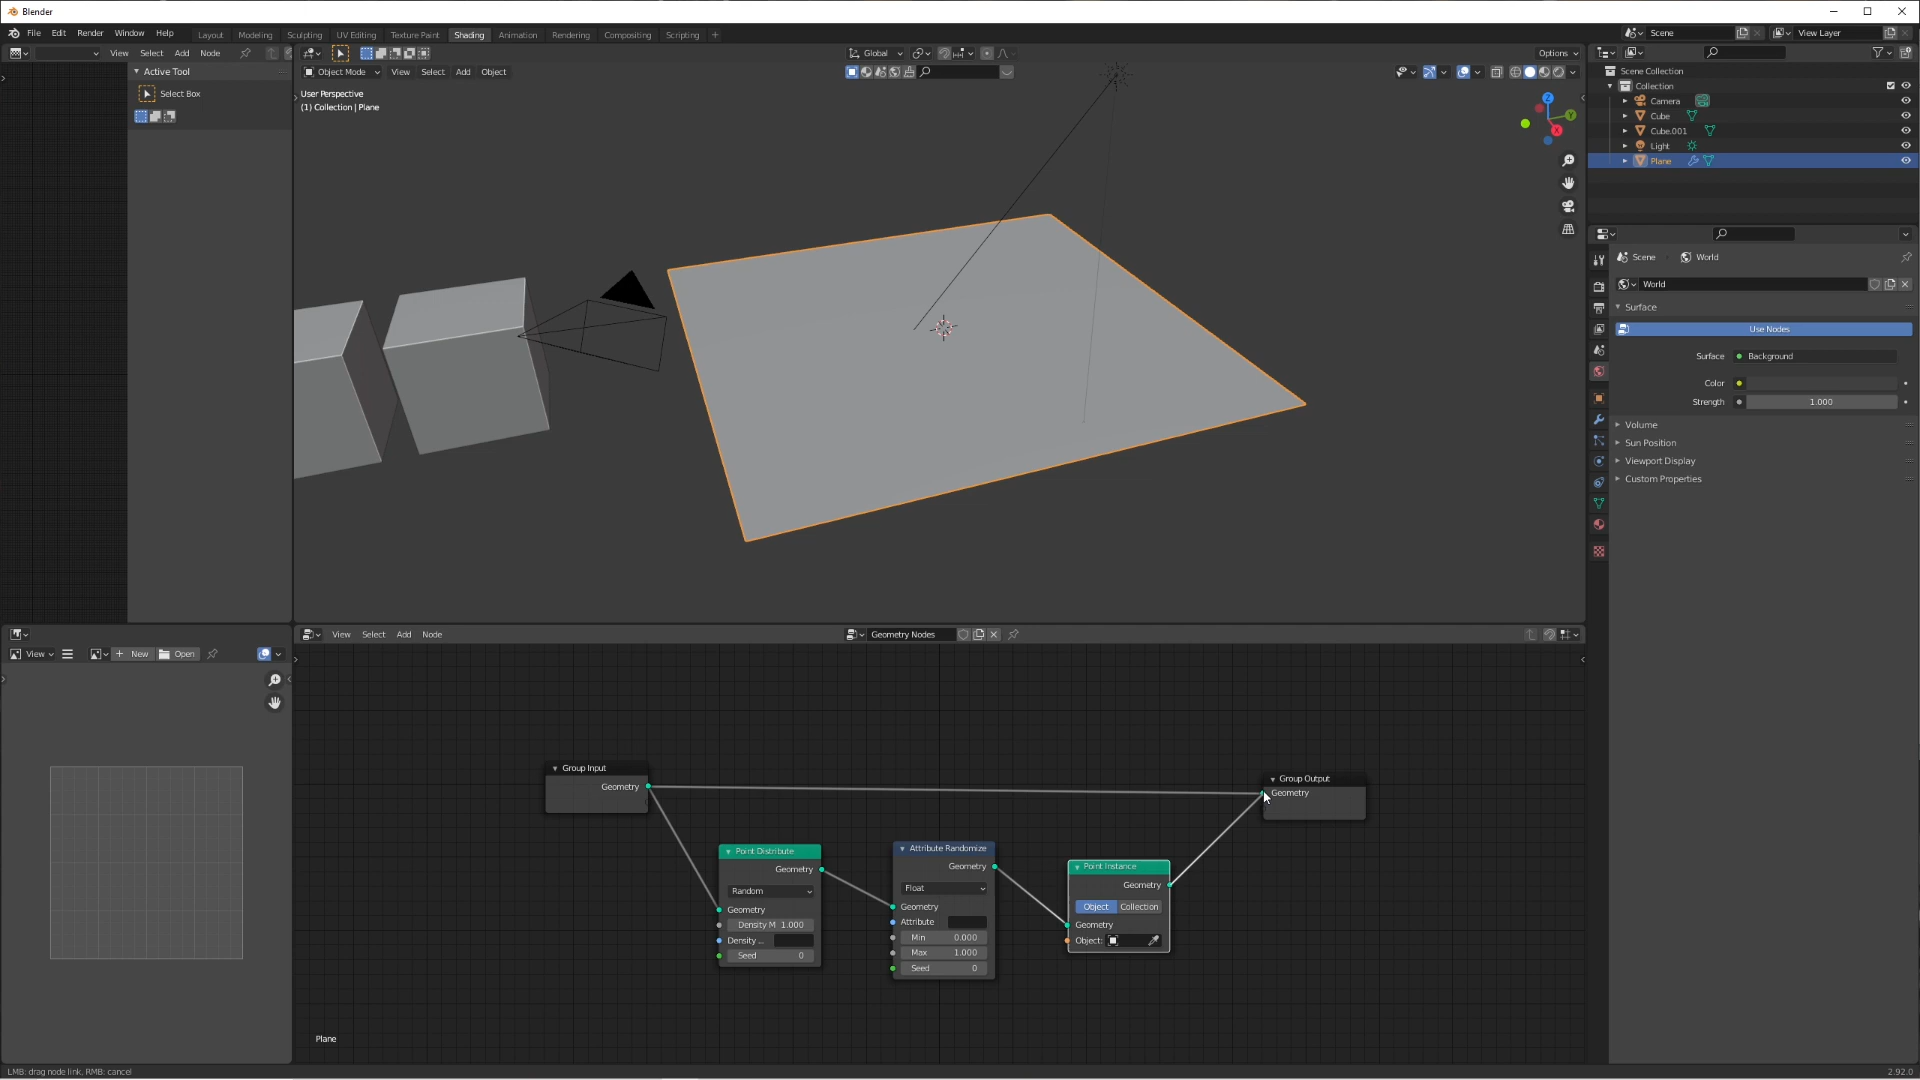 Blender
File Edit Render Window Help Layout Modeling Sculpting UV Editing Texture Paint Shading Animation Rendering Compositing Scripting + Scene View Layer
View Select Add Node Global Options
Active Tool
Object Mode View Select Add Object
Select Box
User Perspective
(1) Collection | Plane
Scene Collection
Collection
Camera
Cube
Cube.001
Light
Plane
Scene World
World
Surface
Use Nodes
Surface Background
Color
Strength 1.000
Volume
Sun Position
Viewport Display
Custom Properties
View Select Add Node Geometry Nodes
View New Open
Group Input
Geometry
Group Output
Geometry
Point Distribute
Geometry
Random
Geometry
Density M 1.000
Density ...
Seed 0
Attribute Randomize
Geometry
Float
Geometry
Attribute
Min 0.000
Max 1.000
Seed 0
Point Instance
Geometry
Object Collection
Geometry
Object:
Plane
LMB: drag node link, RMB: cancel
2.92.0